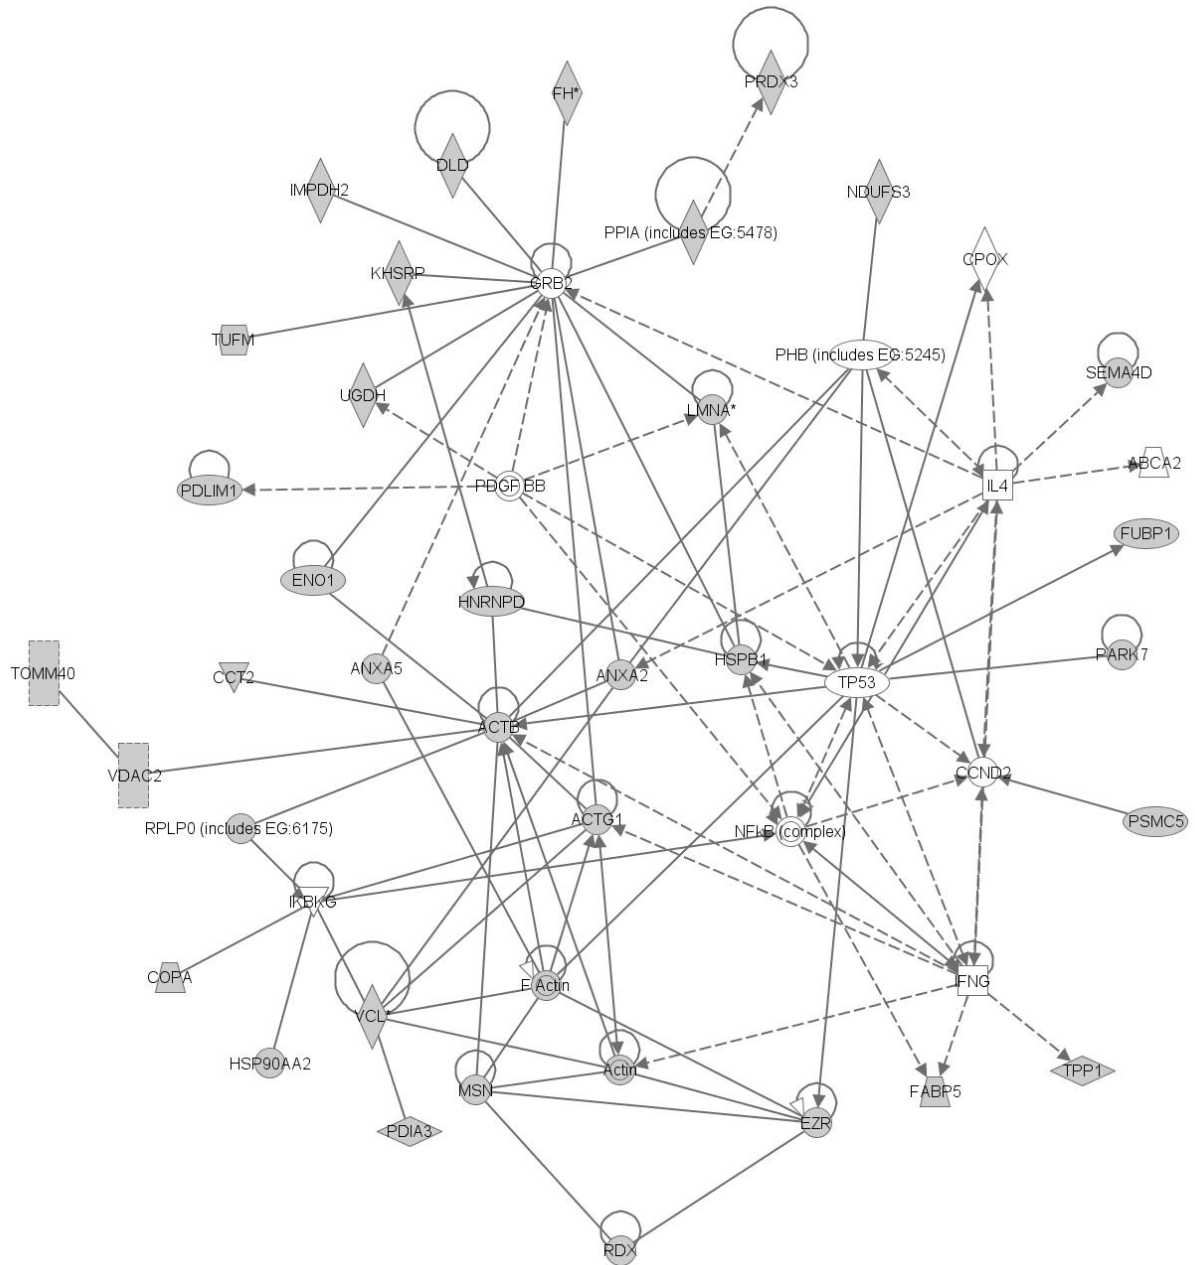 PRDX3
FH*
DLD
IMPDH2
NDUFS3
PPIA (includes EG:5478)
CPOX
KHSRP
GRB2
TUFM
PHB (includes EG:5245)
SEMA4D
UGDH
LMNA*
ABCA2
PDGF BB
IL4
PDLIM1
FUBP1
ENO1
HNRNPD
PARK7
HSPB1
ANXA5
ANXA2
TOMM40
CCT2
TP53
ACTB
CCND2
VDAC2
ACTG1
PSMC5
RPLP0 (includes EG:6175)
NFkB (complex)
IKBKG
COPA
F Actin
IFNG
VCL*
HSP90AA2
Actin
TPP1
MSN
FABP5
EZR
PDIA3
RDX